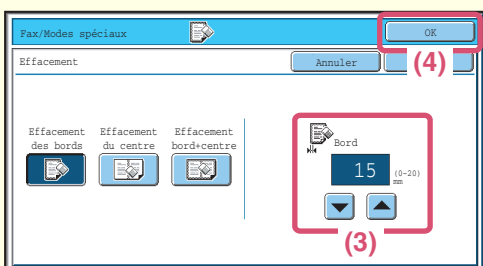 Fax/Modes spéciaux
OK
Effacement
Annuler
(4)
Effacement
des bords
Effacement
du centre
Effacement
bord+centre
Bord
15
(0-20)
mm
(3)